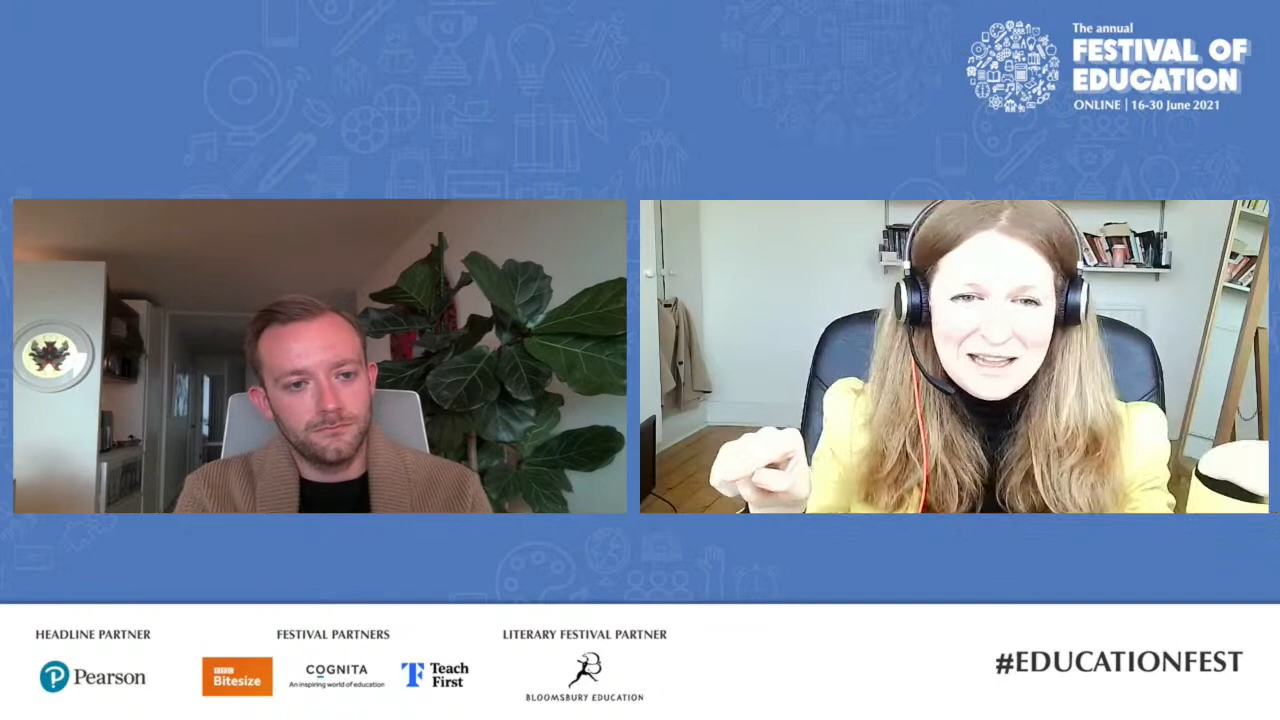 The annual
FESTIVAL OF
EDUCATION
ONLINE | 16-30 June 2021
HEADLINE PARTNER
FESTIVAL PARTNERS
LITERARY FESTIVAL PARTNER
Pearson
BBC
Bitesize
COGNITA
An inspiring world of education
Teach
First
BLOOMSBURY EDUCATION
#EDUCATIONFEST